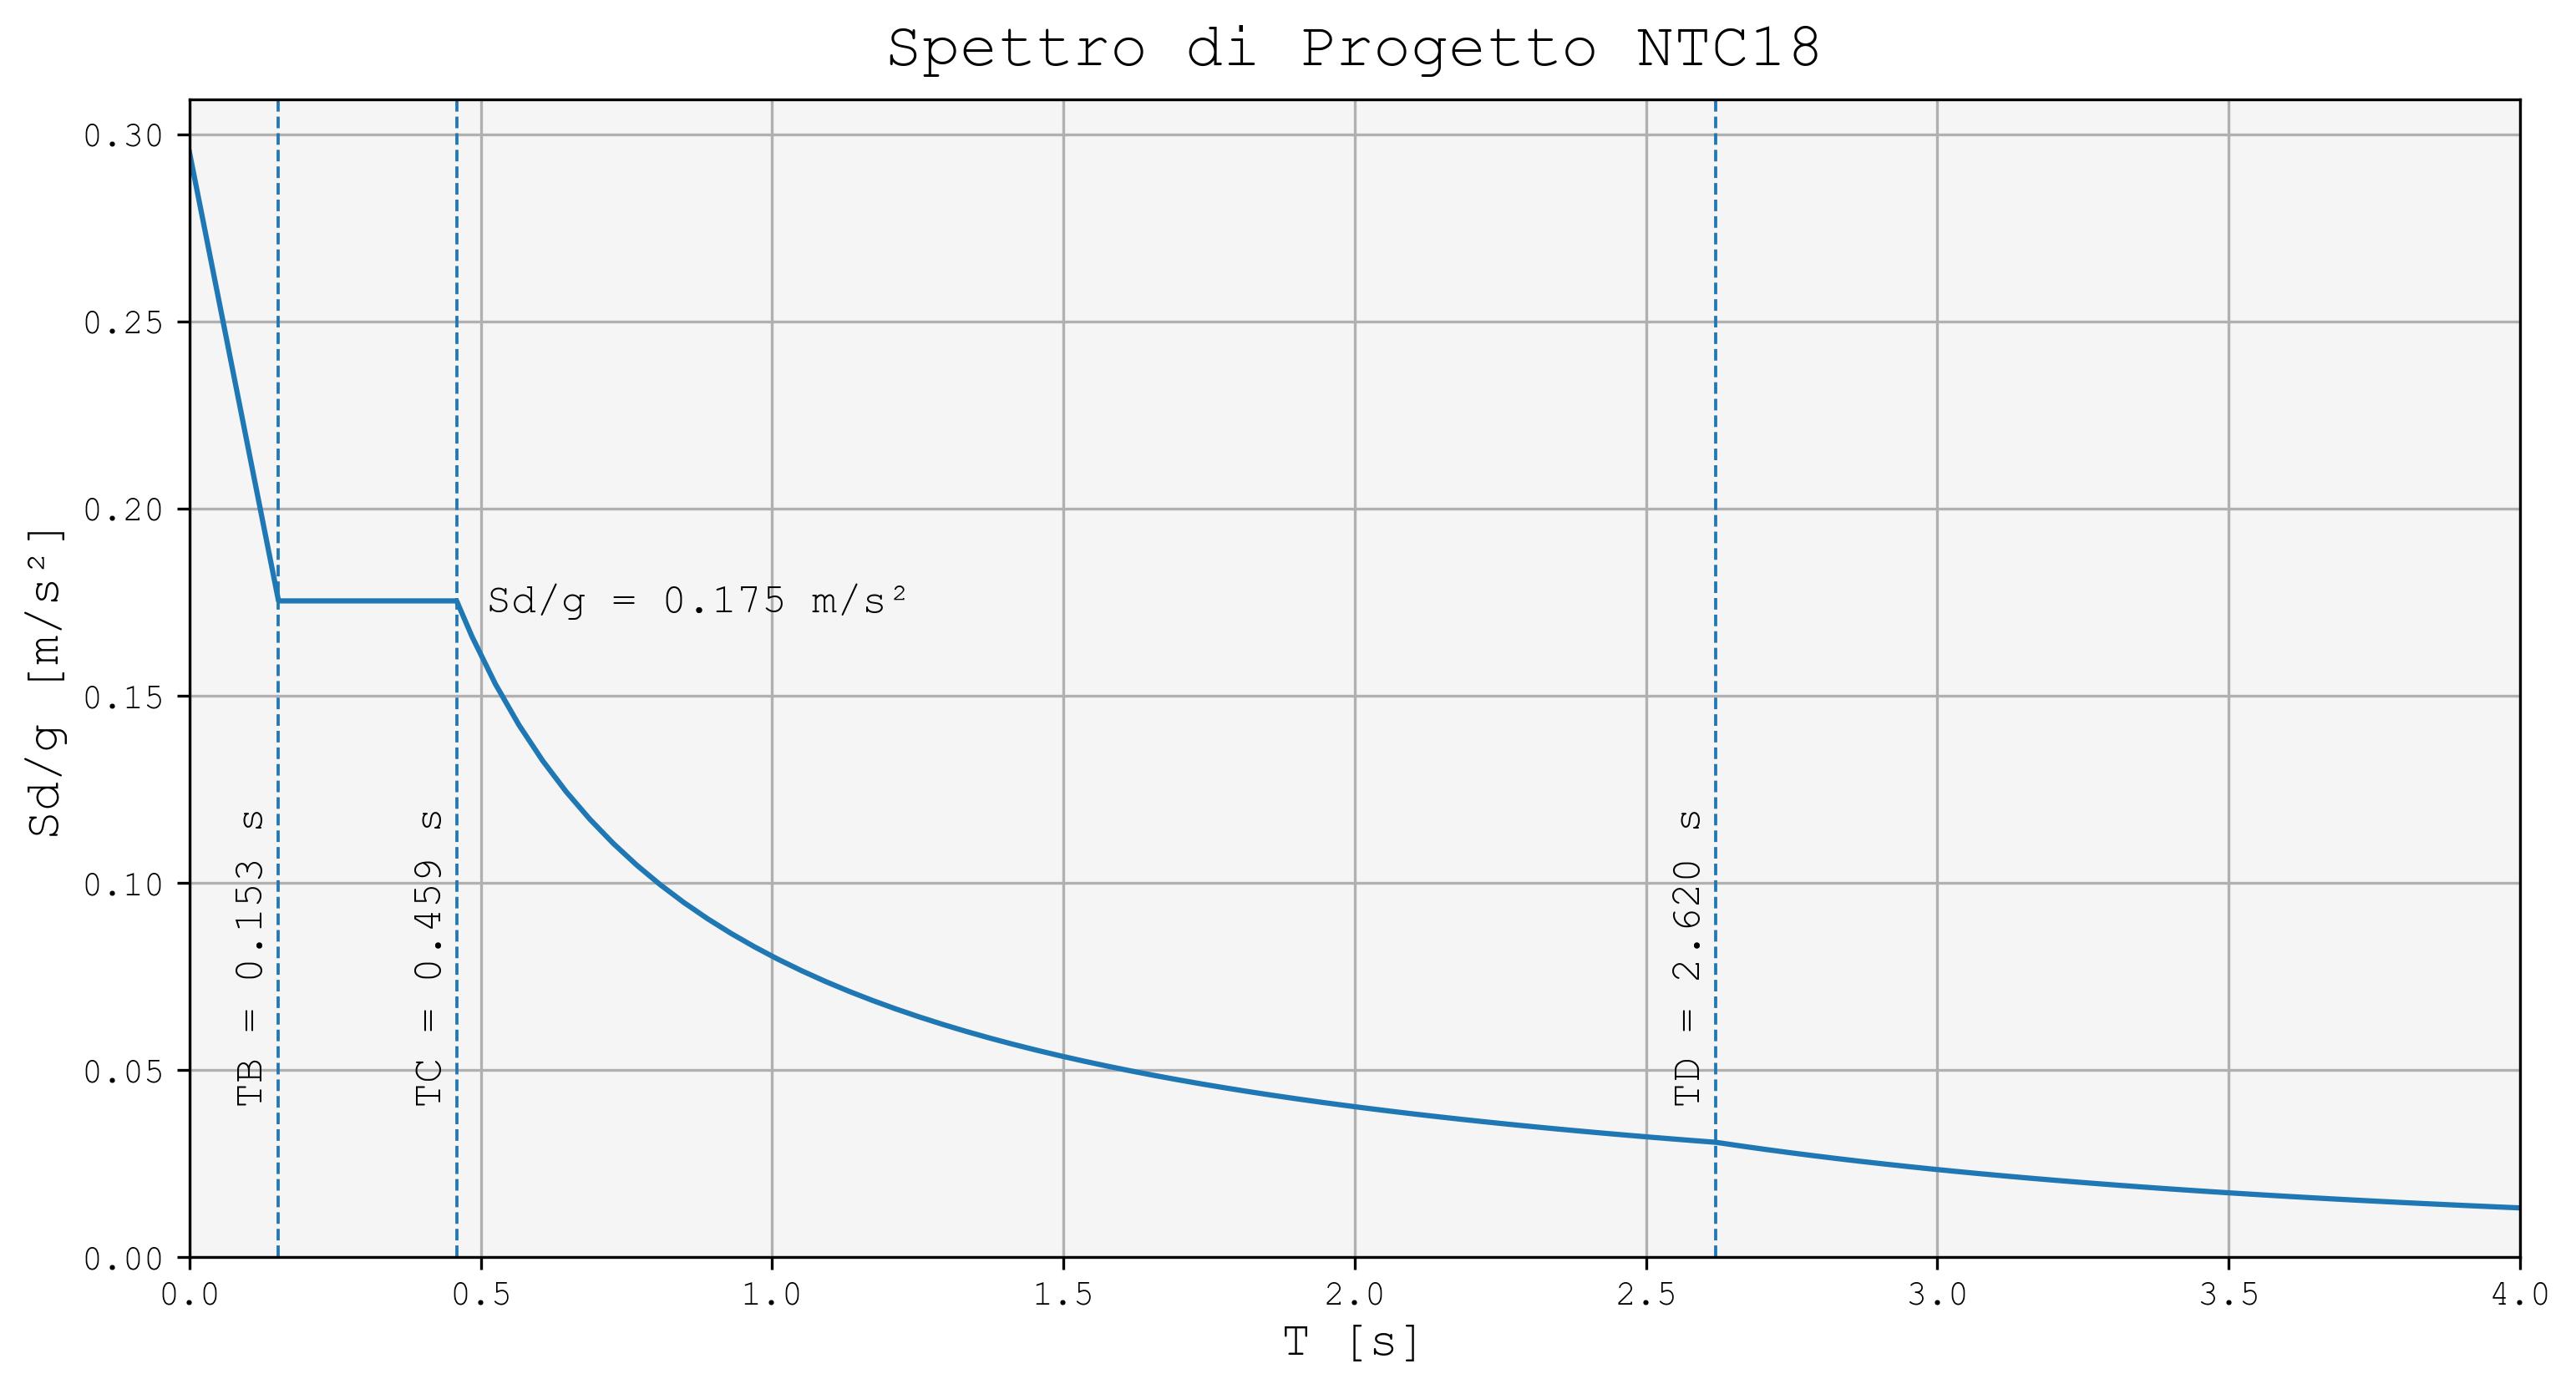 Spettro di Progetto NTC18
0.30
0.25
0.20
0.15
0.10
0.05
0.00
Sd/g [m/s²]
Sd/g = 0.175 m/s²
TB = 0.153 s
TC = 0.459 s
TD = 2.620 s
0.0 0.5 1.0 1.5 2.0 2.5 3.0 3.5 4.0
T [s]